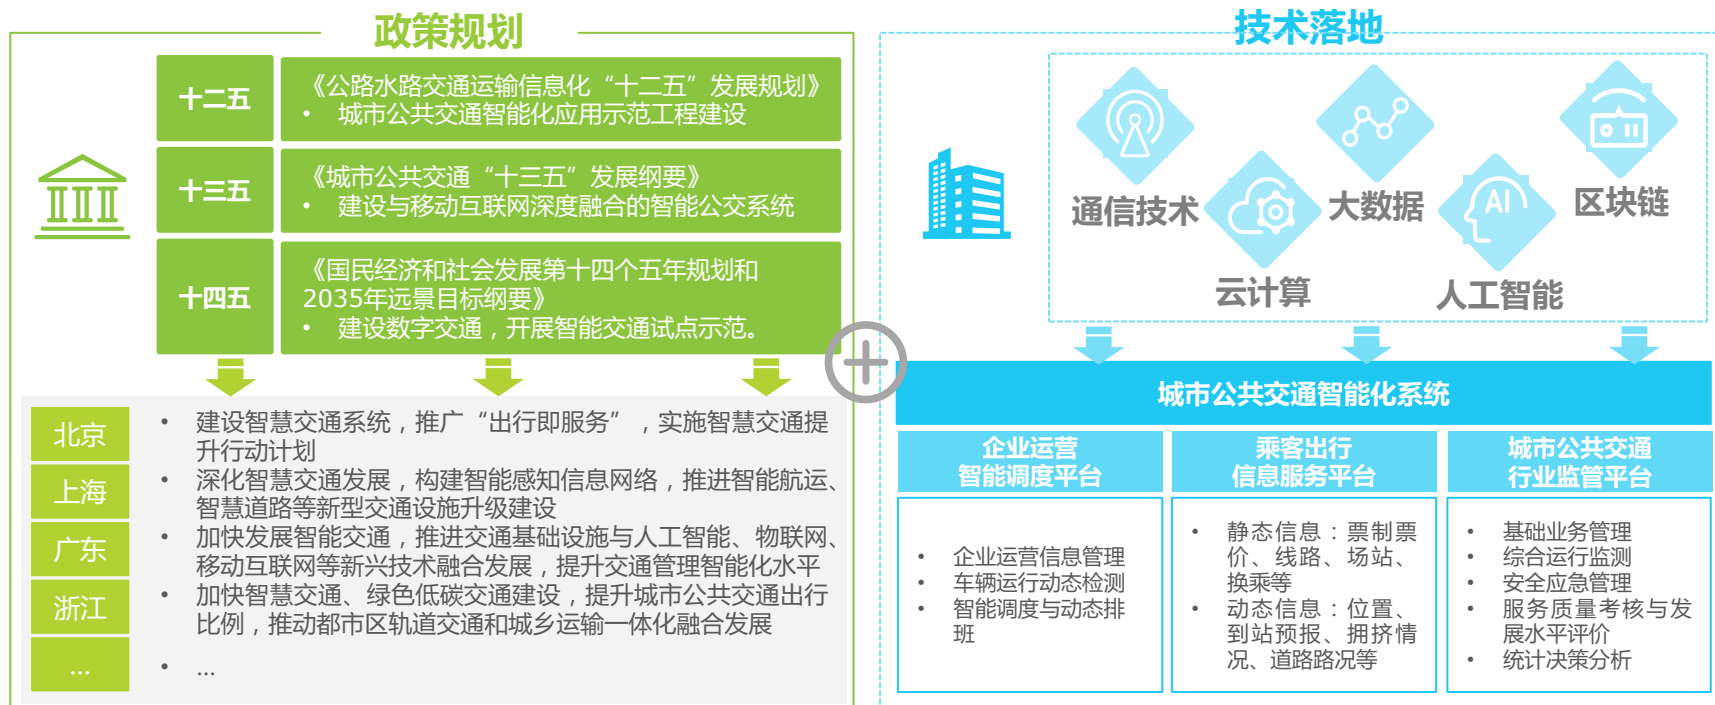 政策规划
十二五
《公路水路交通运输信息化“十二五”发展规划》
• 城市公共交通智能化应用示范工程建设
十三五
《城市公共交通“十三五”发展纲要》
• 建设与移动互联网深度融合的智能公交系统
十四五
《国民经济和社会发展第十四个五年规划和
2035年远景目标纲要》
• 建设数字交通，开展智能交通试点示范。
北京
• 建设智慧交通系统，推广“出行即服务”，实施智慧交通提
升行动计划
上海
• 深化智慧交通发展，构建智能感知信息网络，推进智能航运、
智慧道路等新型交通设施升级建设
广东
• 加快发展智能交通，推进交通基础设施与人工智能、物联网、
移动互联网等新兴技术融合发展，提升交通管理智能化水平
浙江
• 加快智慧交通、绿色低碳交通建设，提升城市公共交通出行
比例，推动都市区轨道交通和城乡运输一体化融合发展
...
• ...
技术落地
通信技术
云计算
大数据
AI
人工智能
区块链
城市公共交通智能化系统
企业运营
智能调度平台
• 企业运营信息管理
• 车辆运行动态检测
• 智能调度与动态排
班
乘客出行
信息服务平台
• 静态信息：票制票
价、线路、场站、
换乘等
• 动态信息：位置、
到站预报、拥挤情
况、道路路况等
城市公共交通
行业监管平台
• 基础业务管理
• 综合运行监测
• 安全应急管理
• 服务质量考核与发
展水平评价
• 统计决策分析